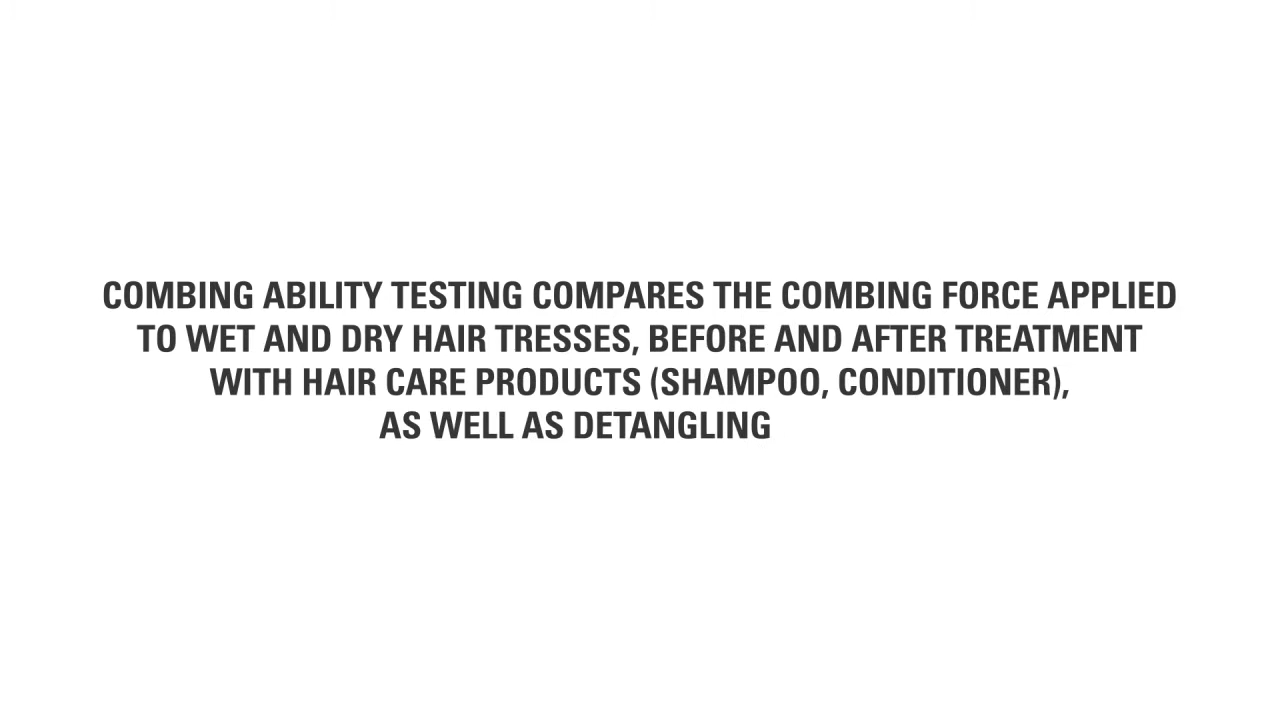 COMBING ABILITY TESTING COMPARES THE COMBING FORCE APPLIED
TO WET AND DRY HAIR TRESSES, BEFORE AND AFTER TREATMENT
WITH HAIR CARE PRODUCTS (SHAMPOO, CONDITIONER),
AS WELL AS DETANGLING